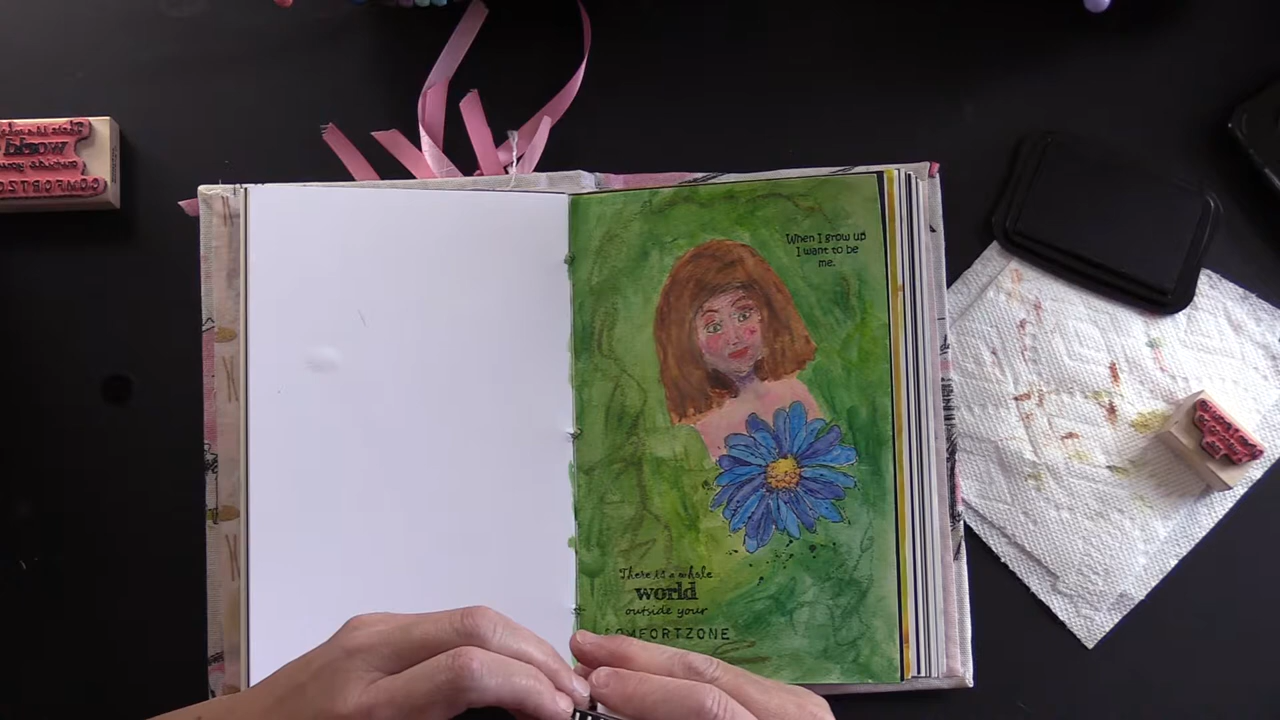 When I grow up
I want to be
me.
There is a whole
world
outside your
COMFORTZONE